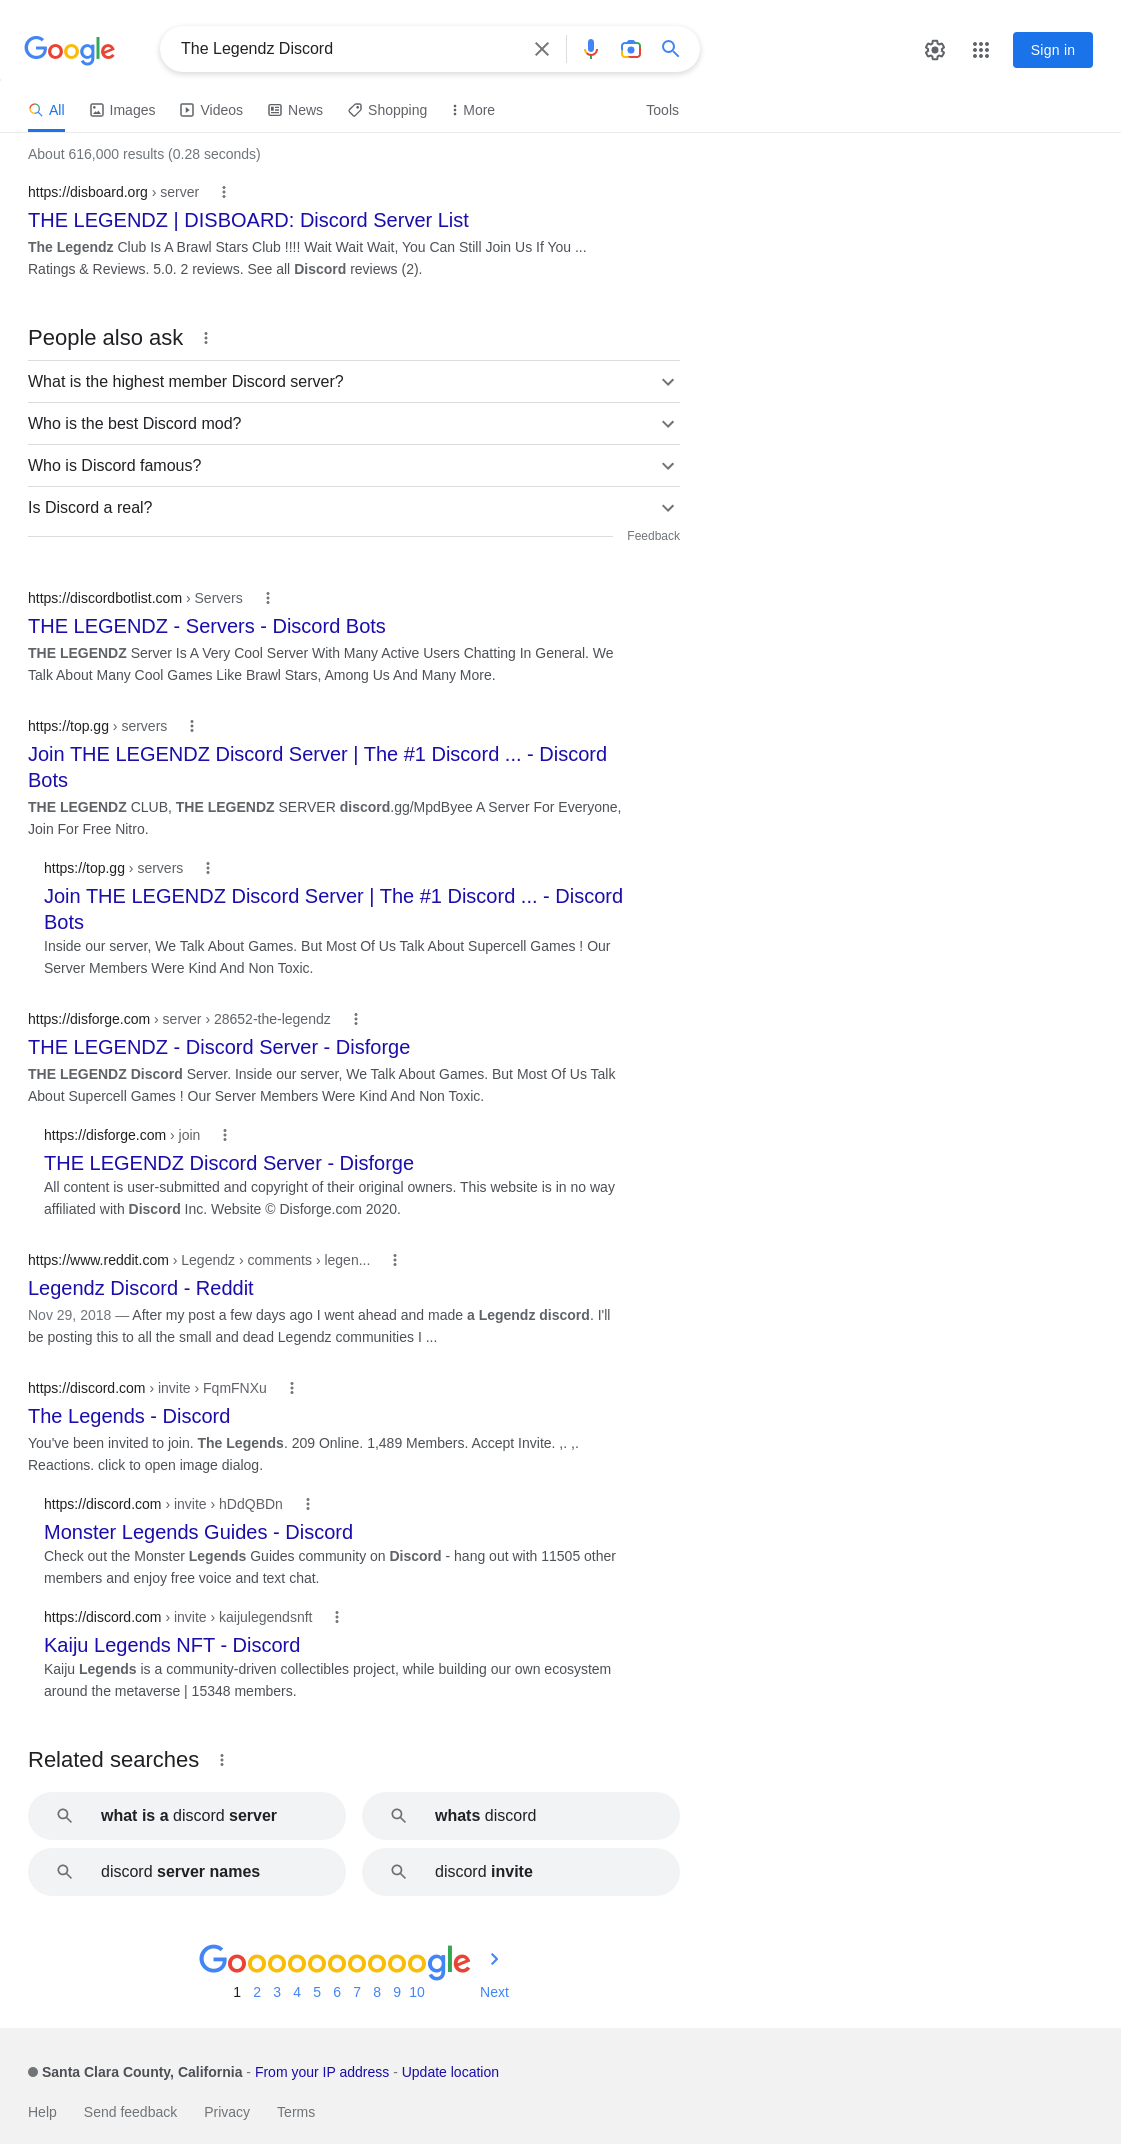 Google
The Legendz Discord
Sign in
All
Images
Videos
News
Shopping
More
Tools
About 616,000 results (0.28 seconds)
https://disboard.org › server
THE LEGENDZ | DISBOARD: Discord Server List
The Legendz Club Is A Brawl Stars Club !!!! Wait Wait Wait, You Can Still Join Us If You ...
Ratings & Reviews. 5.0. 2 reviews. See all Discord reviews (2).
People also ask
What is the highest member Discord server?
Who is the best Discord mod?
Who is Discord famous?
Is Discord a real?
Feedback
https://discordbotlist.com › Servers
THE LEGENDZ - Servers - Discord Bots
THE LEGENDZ Server Is A Very Cool Server With Many Active Users Chatting In General. We
Talk About Many Cool Games Like Brawl Stars, Among Us And Many More.
https://top.gg › servers
Join THE LEGENDZ Discord Server | The #1 Discord ... - Discord
Bots
THE LEGENDZ CLUB, THE LEGENDZ SERVER discord.gg/MpdByee A Server For Everyone,
Join For Free Nitro.
https://top.gg › servers
Join THE LEGENDZ Discord Server | The #1 Discord ... - Discord
Bots
Inside our server, We Talk About Games. But Most Of Us Talk About Supercell Games ! Our
Server Members Were Kind And Non Toxic.
https://disforge.com › server › 28652-the-legendz
THE LEGENDZ - Discord Server - Disforge
THE LEGENDZ Discord Server. Inside our server, We Talk About Games. But Most Of Us Talk
About Supercell Games ! Our Server Members Were Kind And Non Toxic.
https://disforge.com › join
THE LEGENDZ Discord Server - Disforge
All content is user-submitted and copyright of their original owners. This website is in no way
affiliated with Discord Inc. Website © Disforge.com 2020.
https://www.reddit.com › Legendz › comments › legen...
Legendz Discord - Reddit
Nov 29, 2018 — After my post a few days ago I went ahead and made a Legendz discord. I'll
be posting this to all the small and dead Legendz communities I ...
https://discord.com › invite › FqmFNXu
The Legends - Discord
You've been invited to join. The Legends. 209 Online. 1,489 Members. Accept Invite. ,. ,.
Reactions. click to open image dialog.
https://discord.com › invite › hDdQBDn
Monster Legends Guides - Discord
Check out the Monster Legends Guides community on Discord - hang out with 11505 other
members and enjoy free voice and text chat.
https://discord.com › invite › kaijulegendsnft
Kaiju Legends NFT - Discord
Kaiju Legends is a community-driven collectibles project, while building our own ecosystem
around the metaverse | 15348 members.
Related searches
what is a discord server
whats discord
discord server names
discord invite
Goooooooooogle
1 2 3 4 5 6 7 8 9 10 Next
Santa Clara County, California - From your IP address - Update location
Help Send feedback Privacy Terms